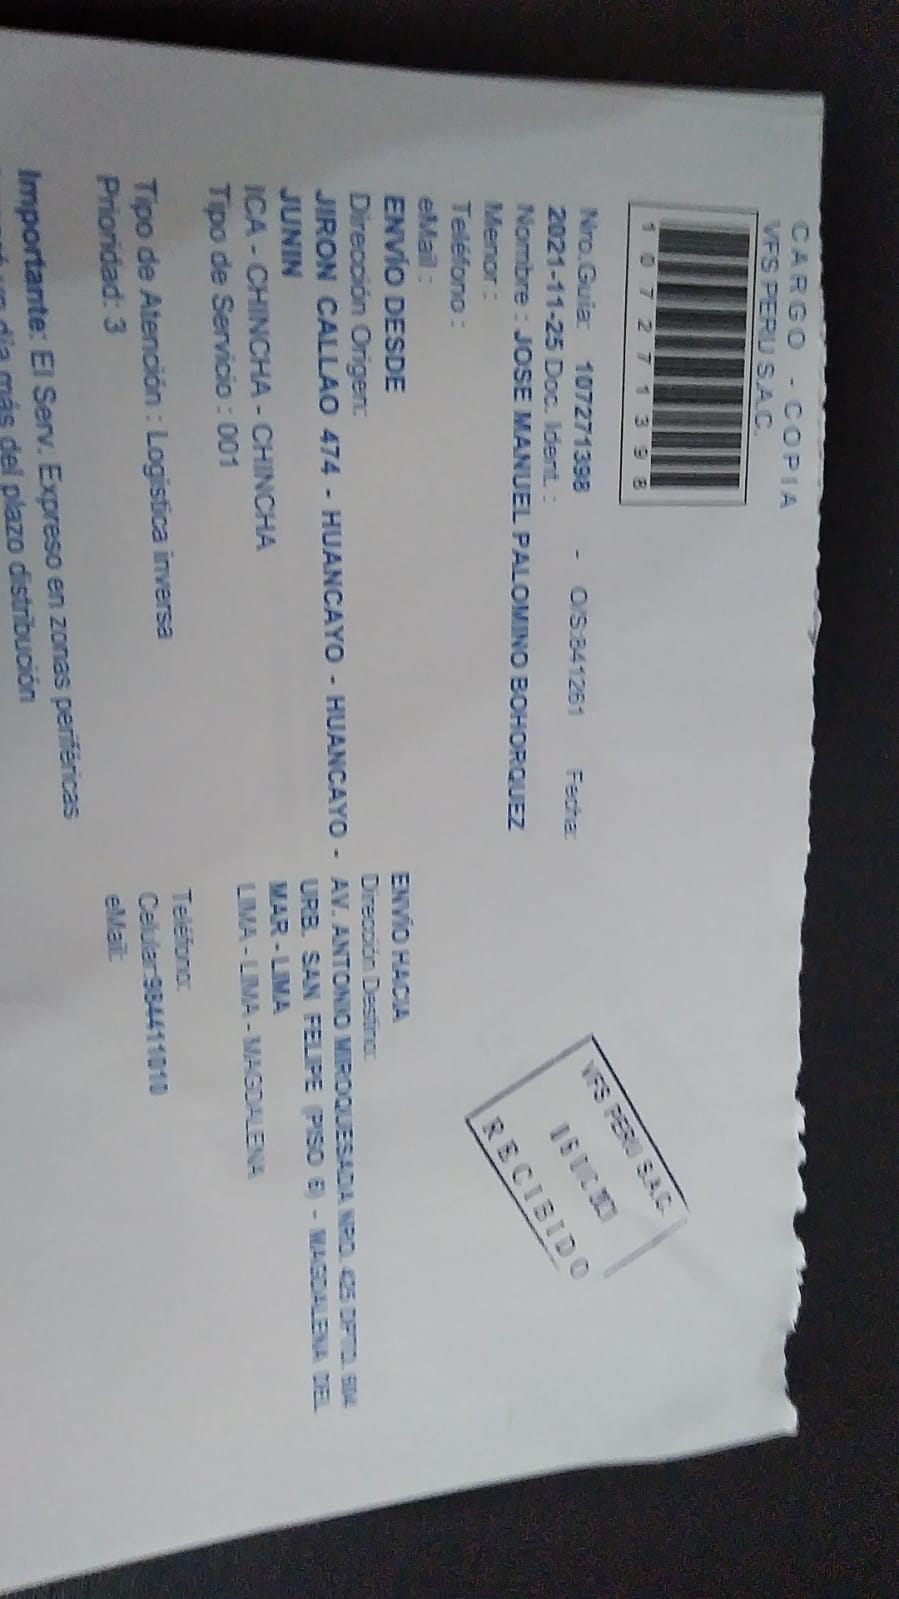 CARGO - COPIA
VFS PERU S.A.C.
107271398
Nro.Guia: 107271398 - O/S:841261 Fecha:
2021-11-25 Doc. Ident. :
Nombre : JOSE MANUEL PALOMINO BOHORQUEZ
Menor :
Teléfono :
eMail :
ENVÍO DESDE
Dirección Origen:
JIRON CALLAO 474 - HUANCAYO - HUANCAYO -
JUNIN
ICA - CHINCHA - CHINCHA
Tipo de Servicio : 001
Tipo de Atención : Logística inversa
Prioridad: 3
Importante: El Serv. Expreso en zonas periféricas
día más del plazo distribución
ENVÍO HACIA
Dirección Destino:
AV. ANTONIO MIROQUESADA NRO. 425 DPTO.
URB. SAN FELIPE (PISO 6) - MAGDALENA DEL
MAR - LIMA
LIMA - LIMA - MAGDALENA
Teléfono:
Celular:984411010
eMail:
VFS PERU S.A.C.
RECIBIDO